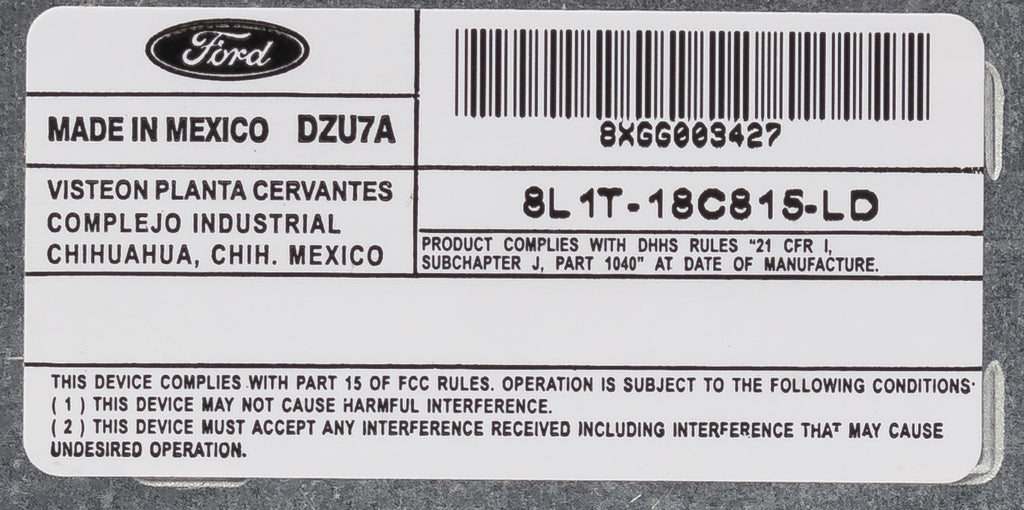 Ford
MADE IN MEXICO DZU7A
8XGG003427
VISTEON PLANTA CERVANTES
COMPLEJO INDUSTRIAL
CHIHUAHUA, CHIH. MEXICO
8L1T-18C815-LD
PRODUCT COMPLIES WITH DHHS RULES "21 CFR I,
SUBCHAPTER J, PART 1040" AT DATE OF MANUFACTURE.
THIS DEVICE COMPLIES WITH PART 15 OF FCC RULES. OPERATION IS SUBJECT TO THE FOLLOWING CONDITIONS·
( 1 ) THIS DEVICE MAY NOT CAUSE HARMFUL INTERFERENCE.
( 2 ) THIS DEVICE MUST ACCEPT ANY INTERFERENCE RECEIVED INCLUDING INTERFERENCE THAT MAY CAUSE
UNDESIRED OPERATION.